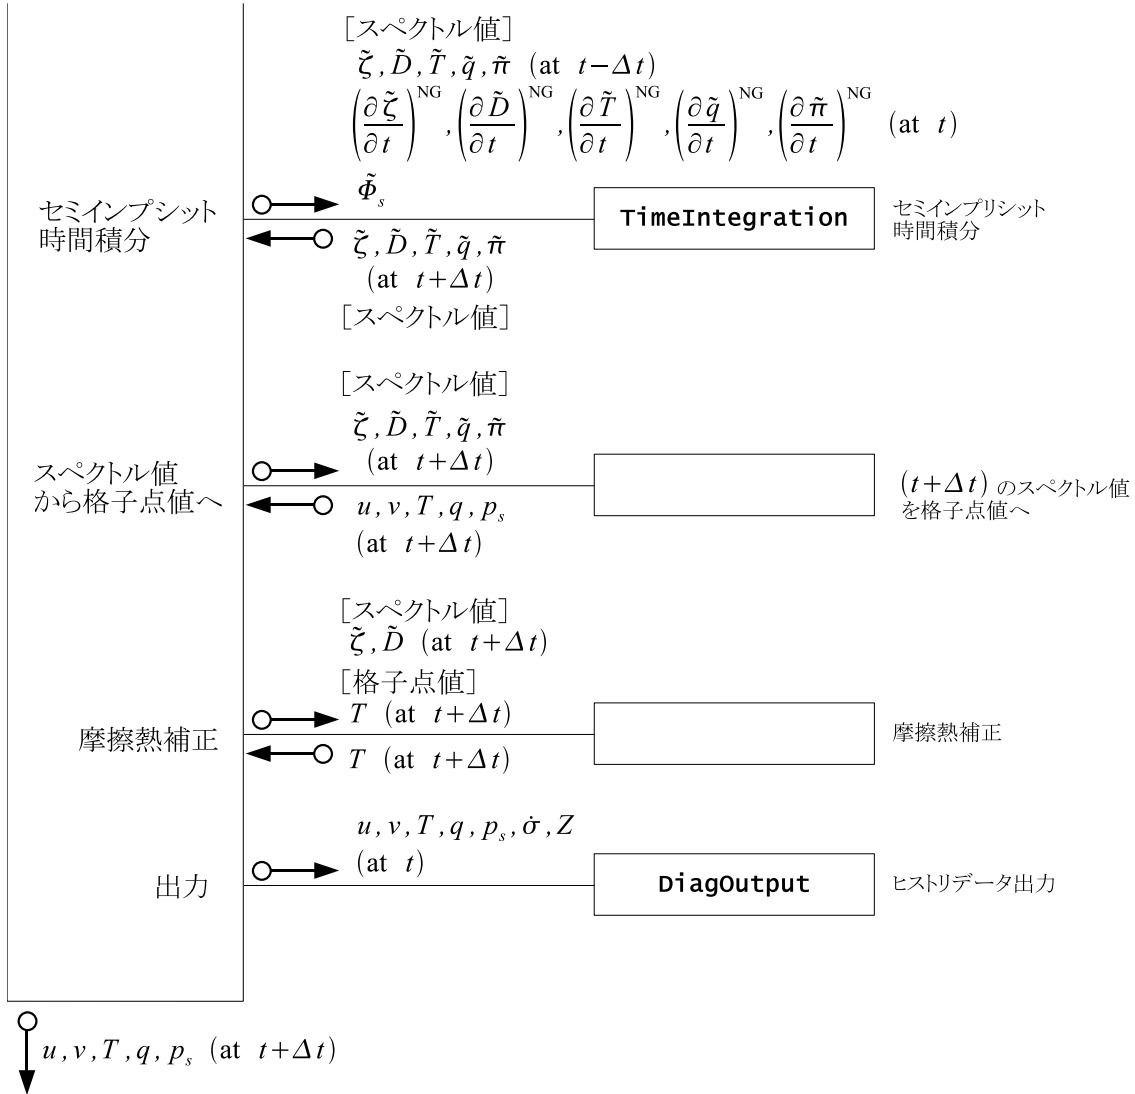 [スペクトル値]
ζ̃, D̃, T̃, q̃, π̃ (at t−Δt)
(∂ζ̃/∂t)^NG, (∂D̃/∂t)^NG, (∂T̃/∂t)^NG, (∂q̃/∂t)^NG, (∂π̃/∂t)^NG (at t)
Φ̃_s
セミインプシット
時間積分
TimeIntegration
セミインプリシット
時間積分
ζ̃, D̃, T̃, q̃, π̃
(at t+Δt)
[スペクトル値]
[スペクトル値]
ζ̃, D̃, T̃, q̃, π̃
(at t+Δt)
スペクトル値
から格子点値へ
(t+Δt) のスペクトル値
を格子点値へ
u, v, T, q, p_s
(at t+Δt)
[スペクトル値]
ζ̃, D̃ (at t+Δt)
[格子点値]
T (at t+Δt)
摩擦熱補正
摩擦熱補正
T (at t+Δt)
u, v, T, q, p_s, σ̇, Z
(at t)
出力
DiagOutput
ヒストリデータ出力
u, v, T, q, p_s (at t+Δt)